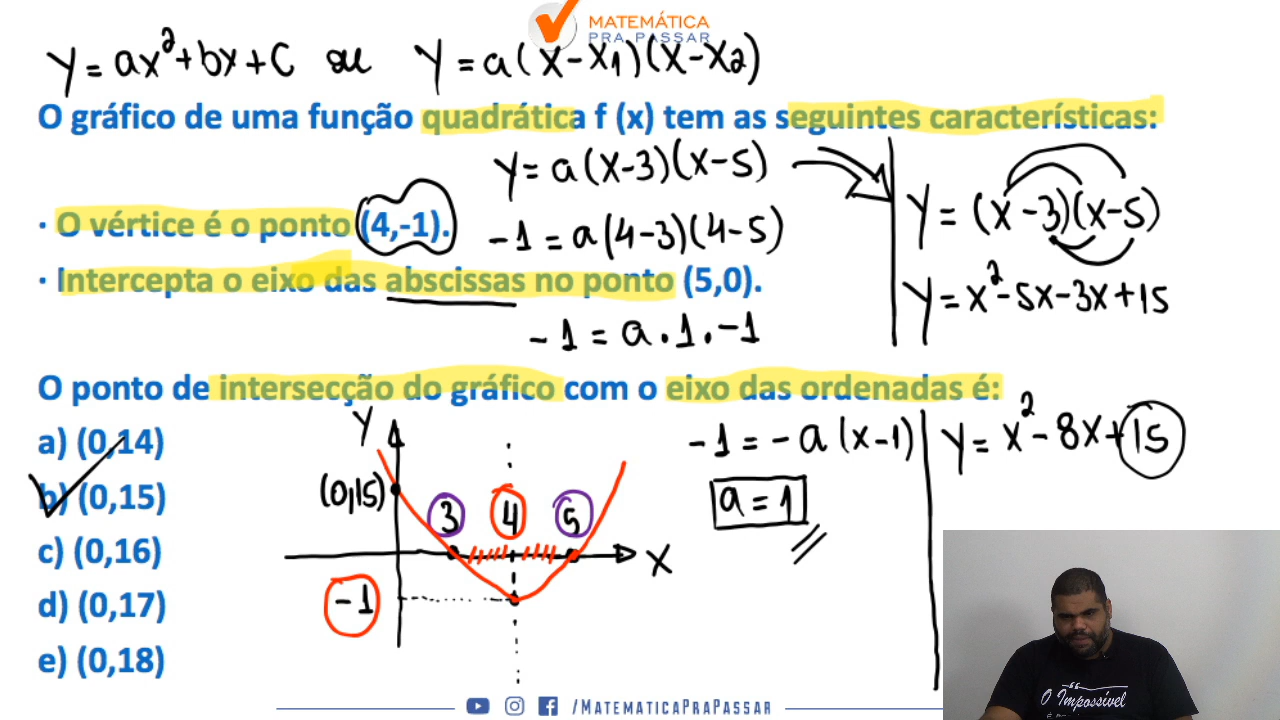 MATEMÁTICA
PRA PASSAR
y = ax²+bx+c ou y = a(x-x1)(x-x2)
O gráfico de uma função quadrática f (x) tem as seguintes características:
y = a(x-3)(x-5)
· O vértice é o ponto (4,-1).
-1 = a(4-3)(4-5)
y = (x-3)(x-5)
· Intercepta o eixo das abscissas no ponto (5,0).
y = x²-5x-3x+15
-1 = a.1.-1
O ponto de intersecção do gráfico com o eixo das ordenadas é:
a) (0,14)
b) (0,15)
c) (0,16)
d) (0,17)
e) (0,18)
y
(0,15)
3 4 5
x
-1
-1 = -a (x-1)
a = 1
y = x²-8x+15
O Impossível
/MatematicaPraPassar